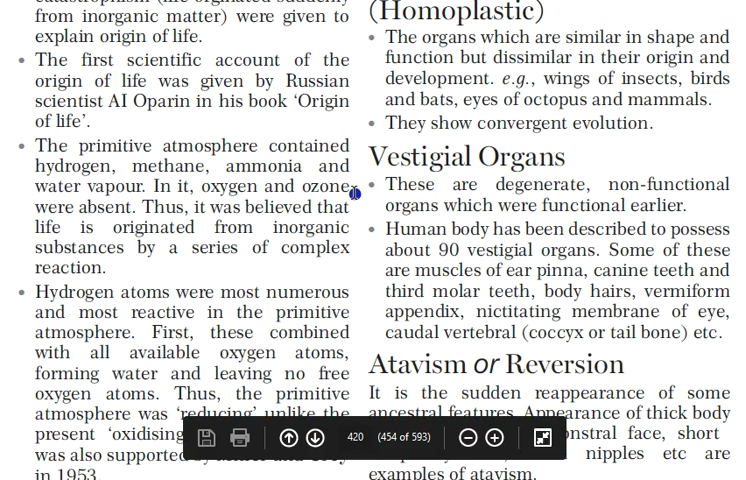 from inorganic matter) were given to
explain origin of life.
• The first scientific account of the
origin of life was given by Russian
scientist AI Oparin in his book ‘Origin
of life’.
• The primitive atmosphere contained
hydrogen, methane, ammonia and
water vapour. In it, oxygen and ozone
were absent. Thus, it was believed that
life is originated from inorganic
substances by a series of complex
reaction.
• Hydrogen atoms were most numerous
and most reactive in the primitive
atmosphere. First, these combined
with all available oxygen atoms,
forming water and leaving no free
oxygen atoms. Thus, the primitive
atmosphere was ‘reducing’ unlike the
present ‘oxidising
was also supported
in 1953.
(Homoplastic)
• The organs which are similar in shape and
function but dissimilar in their origin and
development. e.g., wings of insects, birds
and bats, eyes of octopus and mammals.
• They show convergent evolution.
Vestigial Organs
• These are degenerate, non-functional
organs which were functional earlier.
• Human body has been described to possess
about 90 vestigial organs. Some of these
are muscles of ear pinna, canine teeth and
third molar teeth, body hairs, vermiform
appendix, nictitating membrane of eye,
caudal vertebral (coccyx or tail bone) etc.
Atavism or Reversion
It is the sudden reappearance of some
ancestral features. Appearance of thick body
face, short
nipples etc are
examples of atavism.
420 (454 of 593)